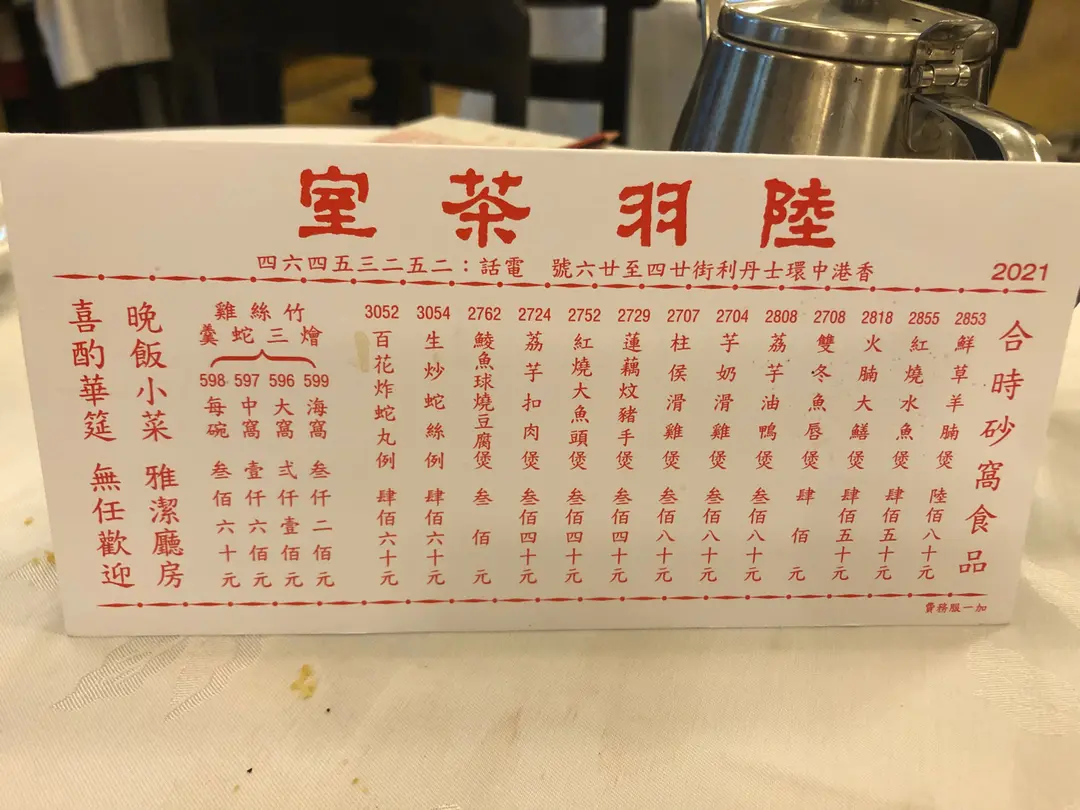 陸羽茶室
香港中環士丹利街廿四至廿六號　電話：二五二三五四六四
2021
合時砂窩食品
2853 鮮草羊腩煲 陸佰八十元
2855 紅燒水魚煲 肆佰五十元
2818 火腩大鱔煲 肆佰五十元
2708 雙冬魚唇煲 肆佰元
2808 荔芋油鴨煲 叁佰八十元
2704 芋奶滑雞煲 叁佰八十元
2707 柱侯滑雞煲 叁佰八十元
2729 蓮藕炆豬手煲 叁佰四十元
2752 紅燒大魚頭煲 叁佰四十元
2724 荔芋扣肉煲 叁佰四十元
2762 鯪魚球燒豆腐煲 叁佰元
3054 生炒蛇絲例 肆佰六十元
3052 百花炸蛇丸例 肆佰六十元
竹絲雞
燴三蛇羹
599 海窩 叁仟二佰元
596 大窩 弍仟壹佰元
597 中窩 壹仟六佰元
598 每碗 叁佰六十元
晚飯小菜 雅潔廳房
喜酌華筵 無任歡迎
加一服務費